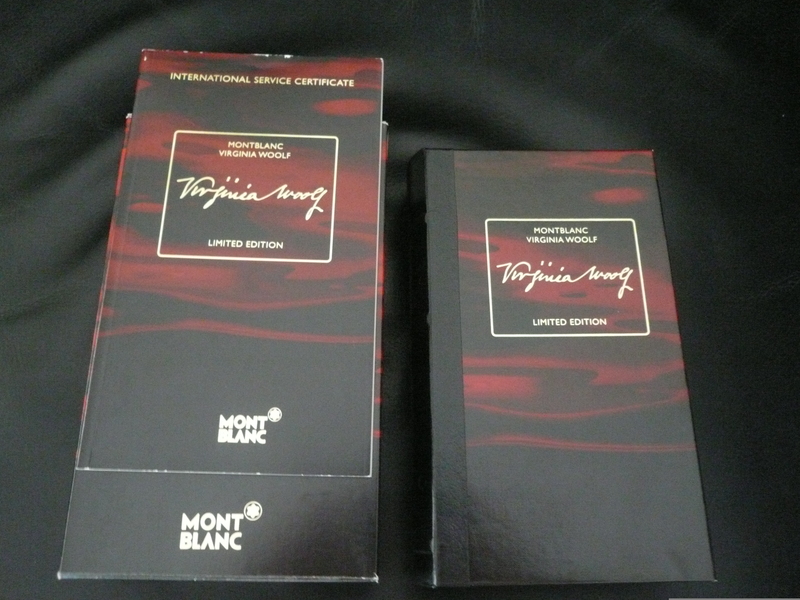 INTERNATIONAL SERVICE CERTIFICATE
MONTBLANC
VIRGINIA WOOLF
Virginia Woolf
LIMITED EDITION
MONT
BLANC
MONT
BLANC
MONTBLANC
VIRGINIA WOOLF
Virginia Woolf
LIMITED EDITION